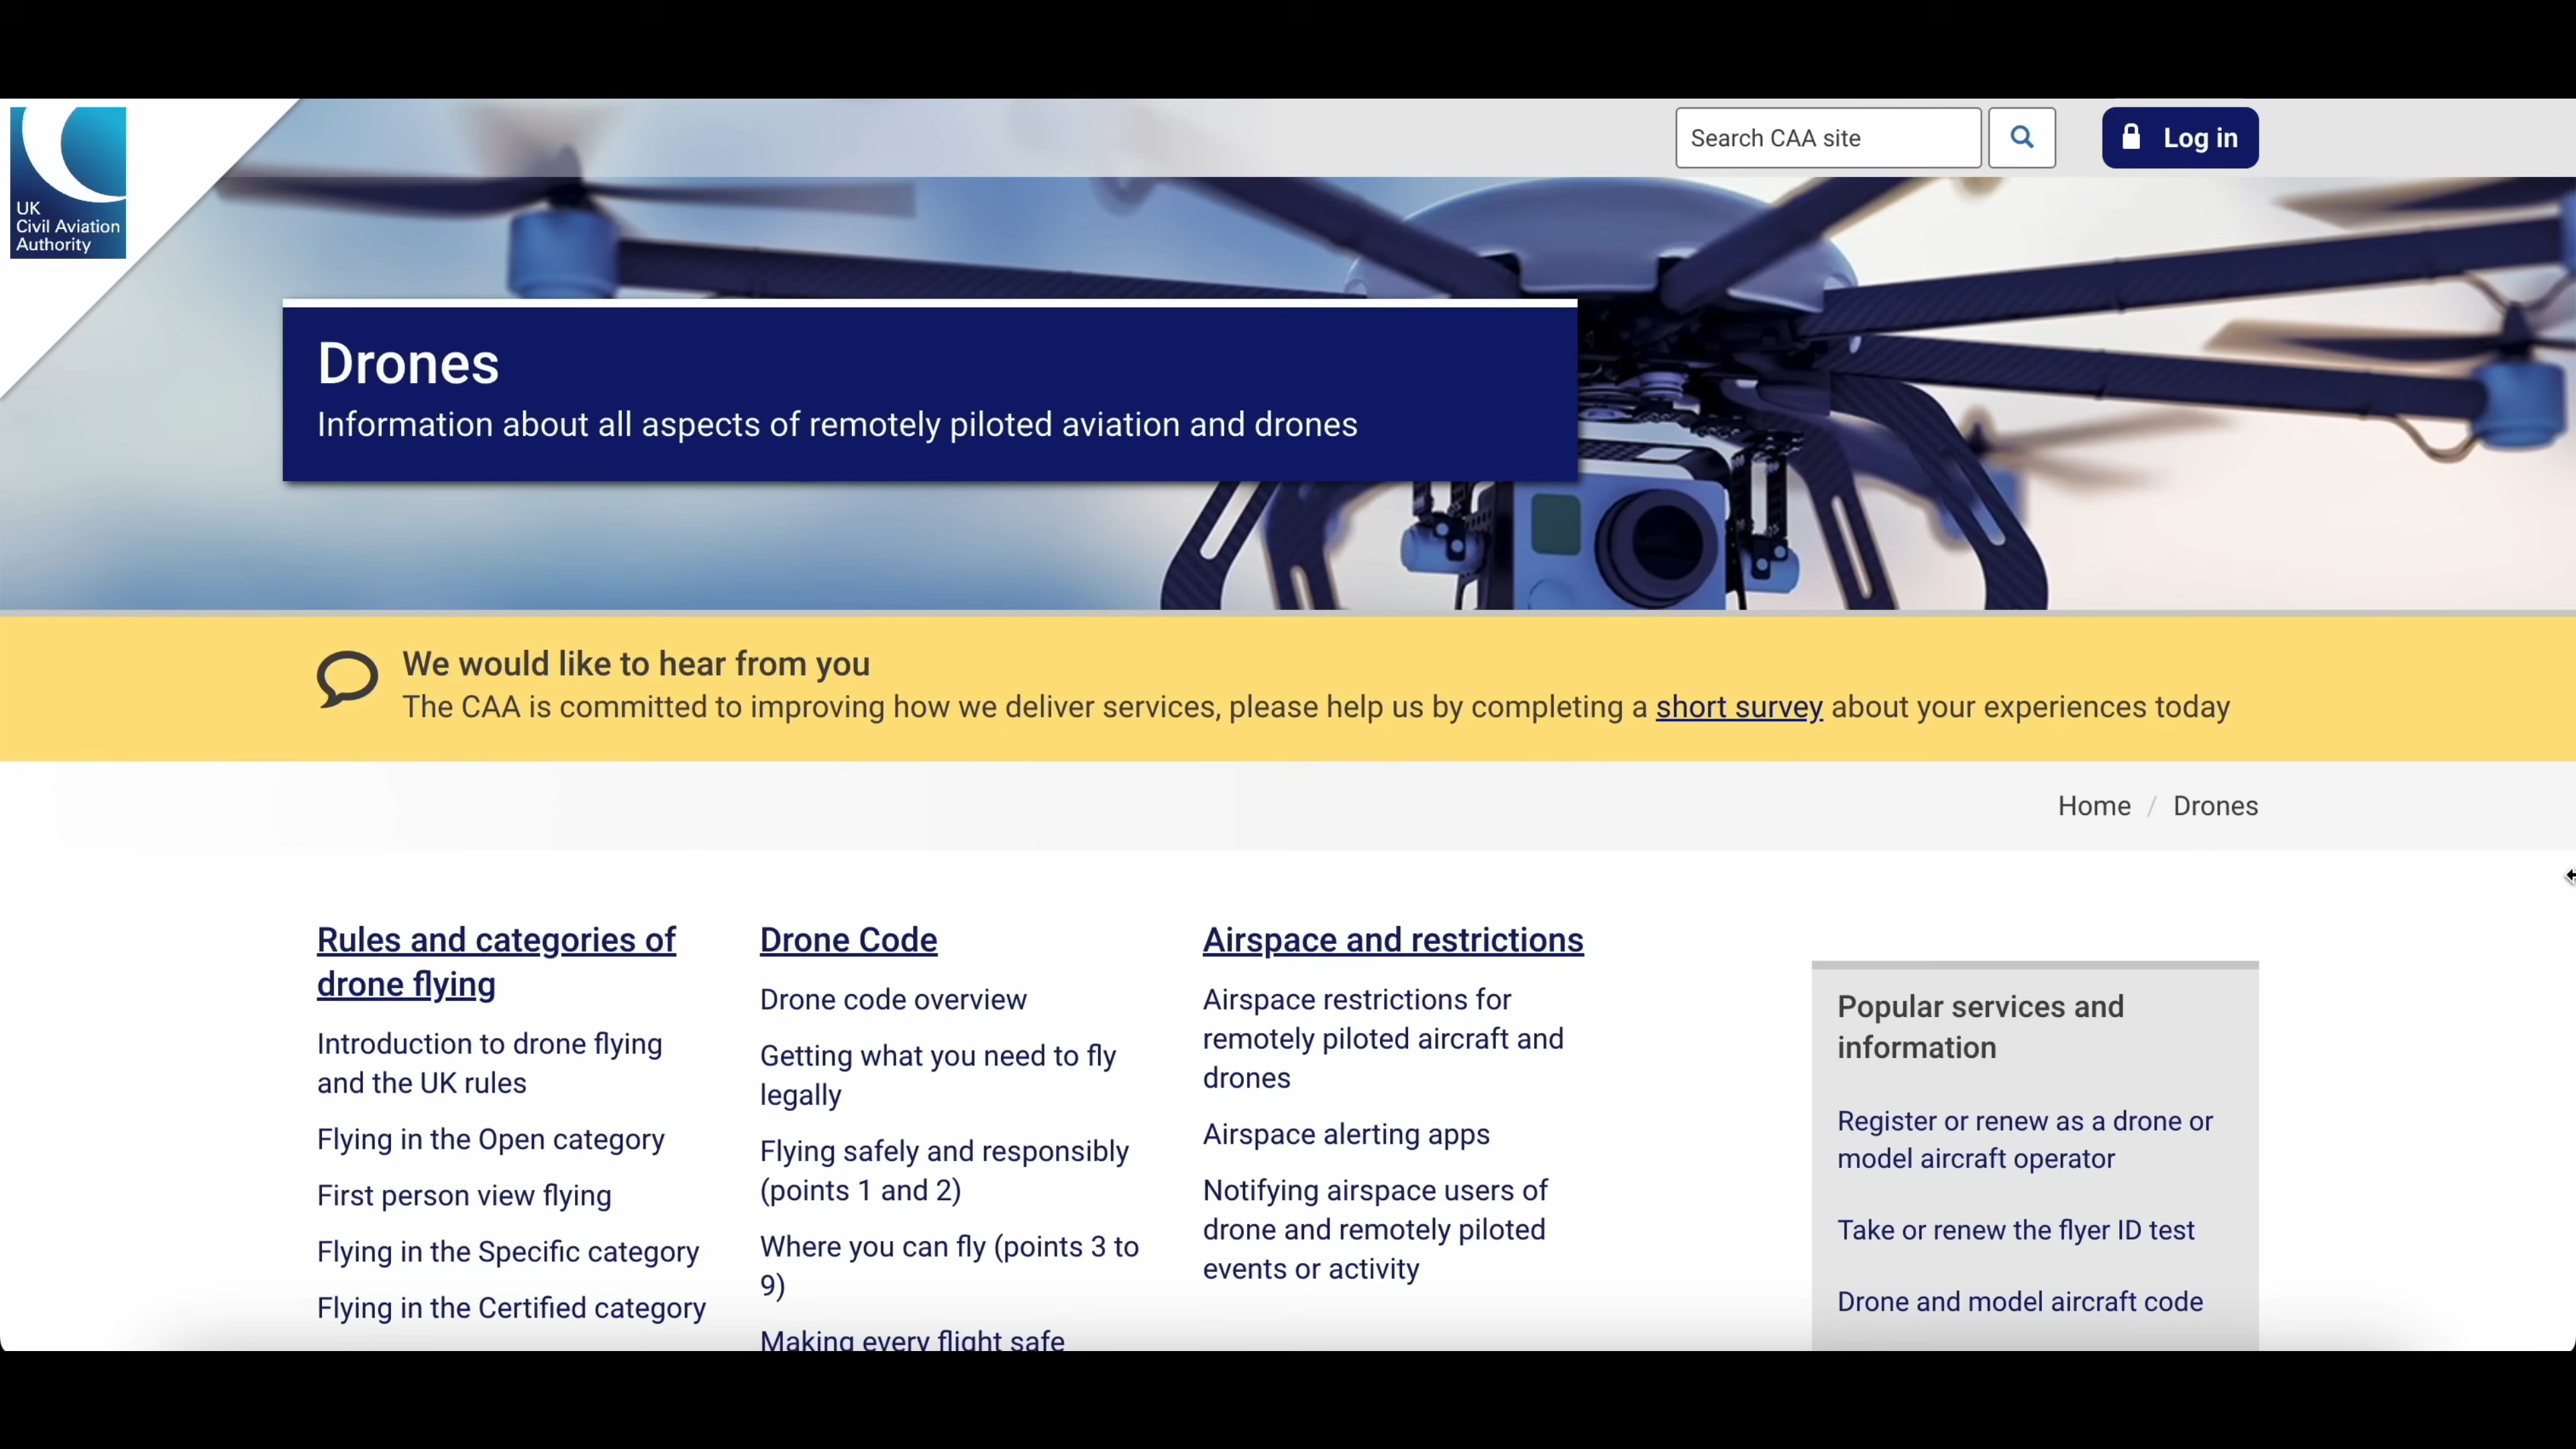 UK
Civil Aviation
Authority
Search CAA site
Log in
Drones
Information about all aspects of remotely piloted aviation and drones
We would like to hear from you
The CAA is committed to improving how we deliver services, please help us by completing a short survey about your experiences today
Home / Drones
Rules and categories of
drone flying
Introduction to drone flying
and the UK rules
Flying in the Open category
First person view flying
Flying in the Specific category
Flying in the Certified category
Drone Code
Drone code overview
Getting what you need to fly
legally
Flying safely and responsibly
(points 1 and 2)
Where you can fly (points 3 to
9)
Making every flight safe
Airspace and restrictions
Airspace restrictions for
remotely piloted aircraft and
drones
Airspace alerting apps
Notifying airspace users of
drone and remotely piloted
events or activity
Popular services and
information
Register or renew as a drone or
model aircraft operator
Take or renew the flyer ID test
Drone and model aircraft code